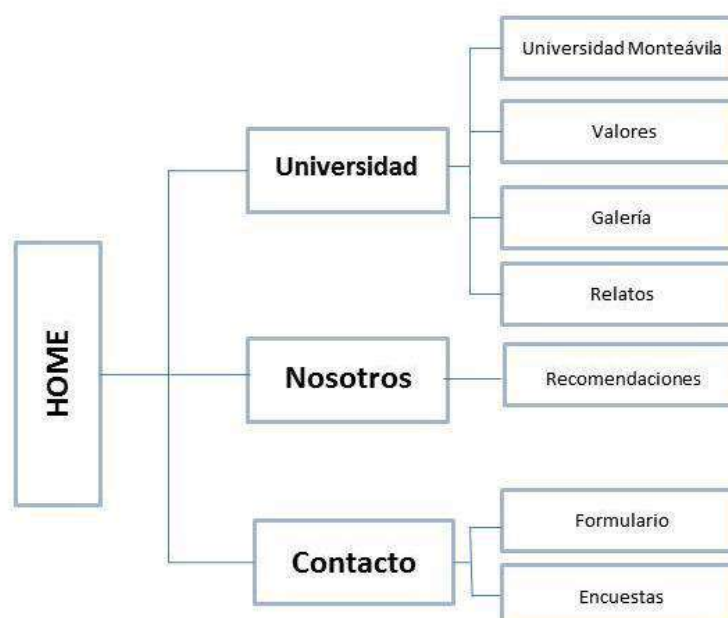 HOME
Universidad
Universidad Monteávila
Valores
Galería
Relatos
Nosotros
Recomendaciones
Contacto
Formulario
Encuestas